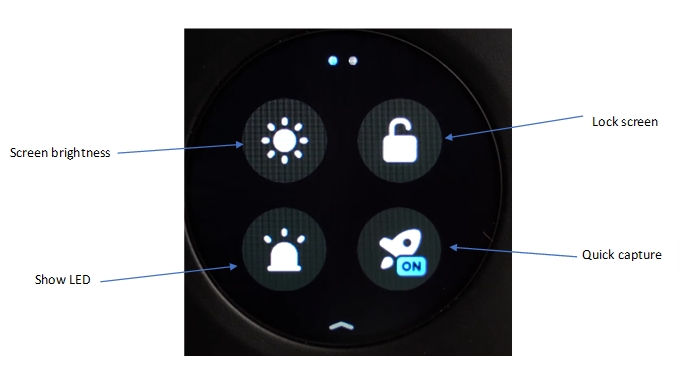 Lock screen
Screen brightness
Quick capture
ON
Show LED